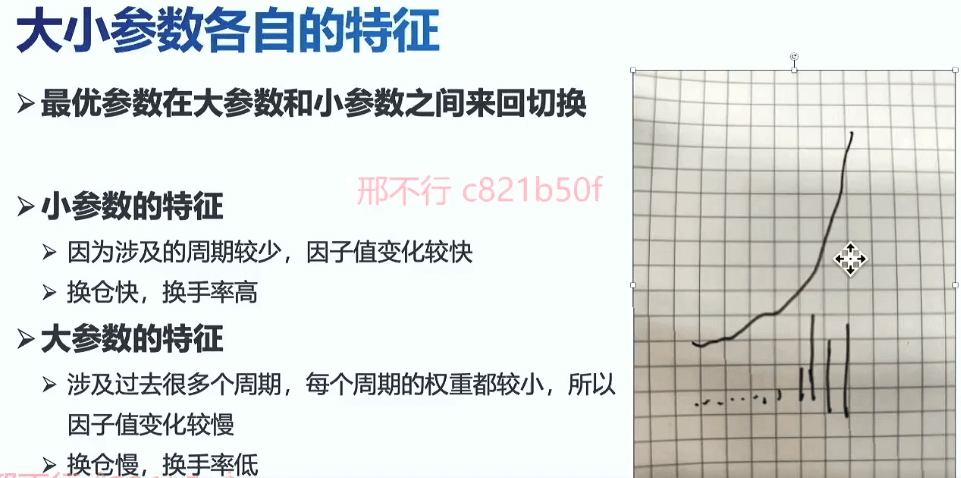 大小参数各自的特征
最优参数在大参数和小参数之间来回切换
邢不行 c821b50f
小参数的特征
因为涉及的周期较少，因子值变化较快
换仓快，换手率高
大参数的特征
涉及过去很多个周期，每个周期的权重都较小，所以
因子值变化较慢
换仓慢，换手率低